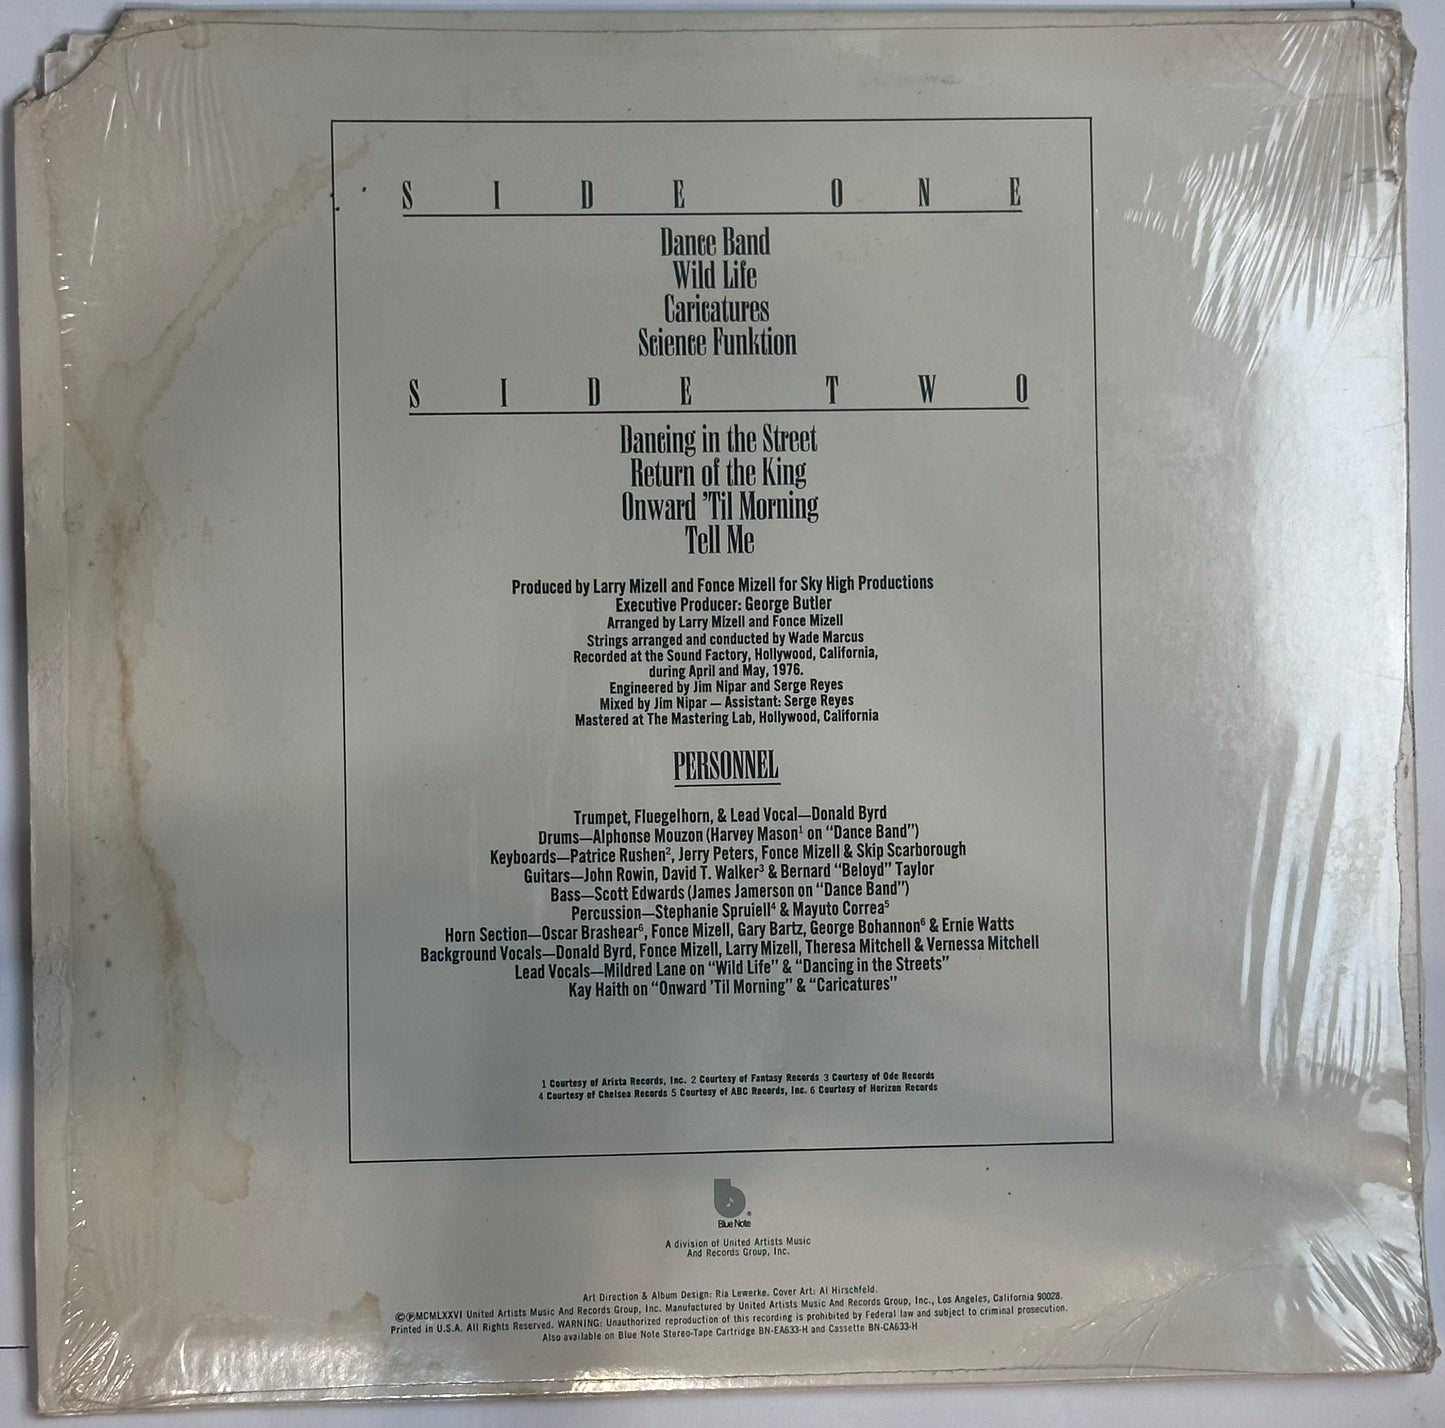 SIDE ONE
Dance Band
Wild Life
Caricatures
Science Funktion
SIDE TWO
Dancing in the Street
Return of the King
Onward 'Til Morning
Tell Me
Produced by Larry Mizell and Fonce Mizell for Sky High Productions
Executive Producer: George Butler
Arranged by Larry Mizell and Fonce Mizell
Strings arranged and conducted by Wade Marcus
Recorded at the Sound Factory, Hollywood, California,
during April and May, 1976.
Engineered by Jim Nipar and Serge Reyes
Mixed by Jim Nipar — Assistant: Serge Reyes
Mastered at The Mastering Lab, Hollywood, California
PERSONNEL
Trumpet, Fluegelhorn, & Lead Vocal—Donald Byrd
Drums—Alphonse Mouzon (Harvey Mason¹ on "Dance Band")
Keyboards—Patrice Rushen², Jerry Peters, Fonce Mizell & Skip Scarborough
Guitars—John Rowin, David T. Walker³ & Bernard "Beloyd" Taylor
Bass—Scott Edwards (James Jamerson on "Dance Band")
Percussion—Stephanie Spruiell⁴ & Mayuto Correa⁵
Horn Section—Oscar Brashear⁶, Fonce Mizell, Gary Bartz, George Bohannon⁶ & Ernie Watts
Background Vocals—Donald Byrd, Fonce Mizell, Larry Mizell, Theresa Mitchell & Vernessa Mitchell
Lead Vocals—Mildred Lane on "Wild Life" & "Dancing in the Streets"
Kay Haith on "Onward 'Til Morning" & "Caricatures"
1 Courtesy of Arista Records, Inc. 2 Courtesy of Fantasy Records 3 Courtesy of Ode Records
4 Courtesy of Chelsea Records 5 Courtesy of ABC Records, Inc. 6 Courtesy of Horizon Records
Blue Note®
A division of United Artists Music
And Records Group, Inc.
Art Direction & Album Design: Ria Lewerke. Cover Art: Al Hirschfeld.
©℗MCMLXXVI United Artists Music And Records Group, Inc. Manufactured by United Artists Music And Records Group, Inc., Los Angeles, California 90028.
Printed in U.S.A. All Rights Reserved. WARNING: Unauthorized reproduction of this recording is prohibited by Federal law and subject to criminal prosecution.
Also available on Blue Note Stereo-Tape Cartridge BN-EA633-H and Cassette BN-CA633-H